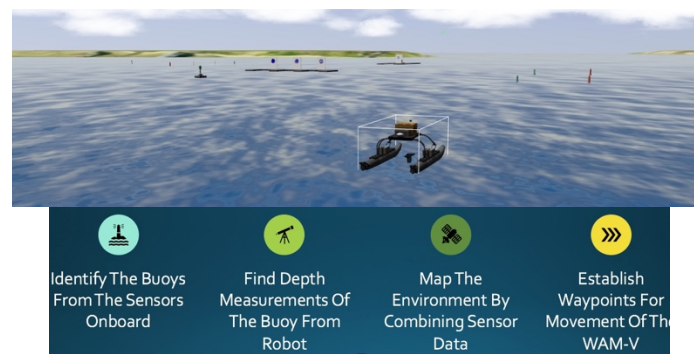 Identify The Buoys
From The Sensors
Onboard
Find Depth
Measurements Of
The Buoy From
Robot
Map The
Environment By
Combining Sensor
Data
Establish
Waypoints For
Movement Of The
WAM-V